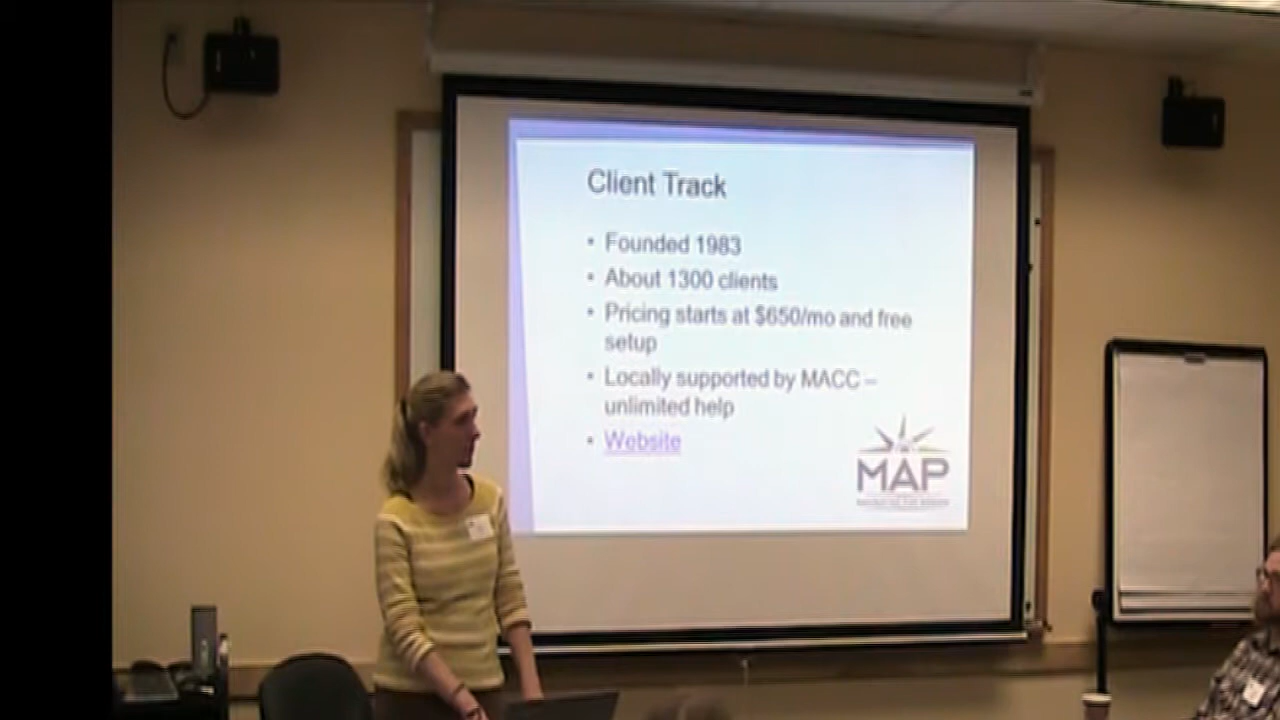 Client Track
• Founded 1983
• About 1300 clients
• Pricing starts at $650/mo and free
setup
• Locally supported by MACC –
unlimited help
• Website
MAP